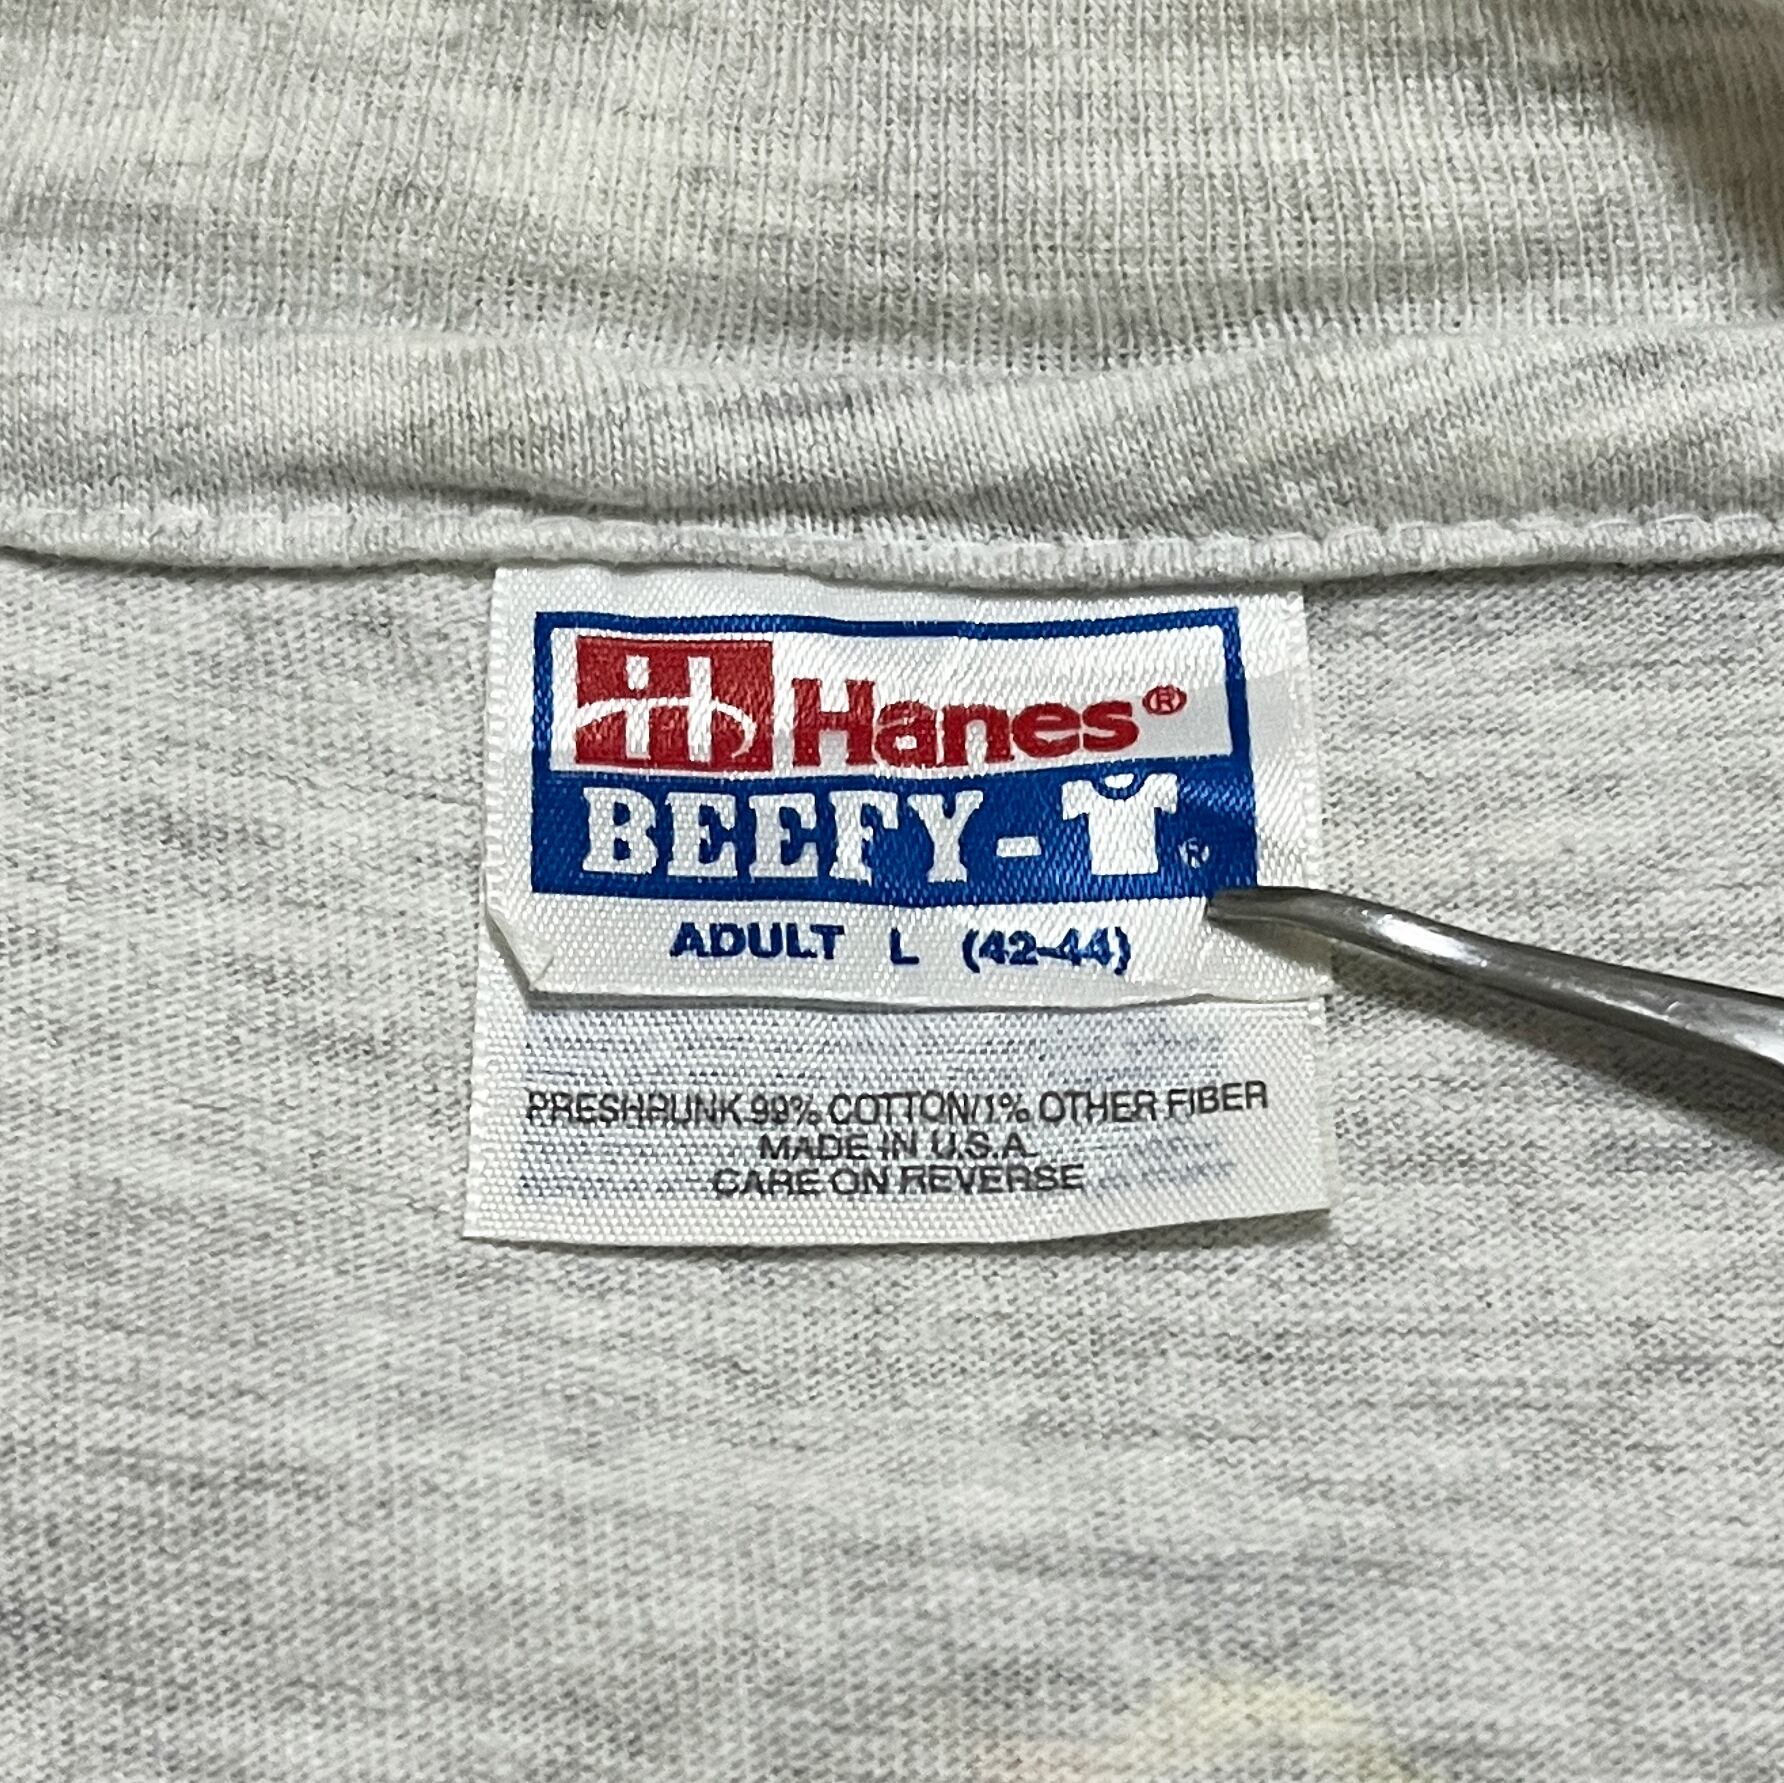 Hanes®
BEEFY-T®
ADULT L (42-44)
PRESHRUNK 99% COTTON/1% OTHER FIBER
MADE IN U.S.A.
CARE ON REVERSE